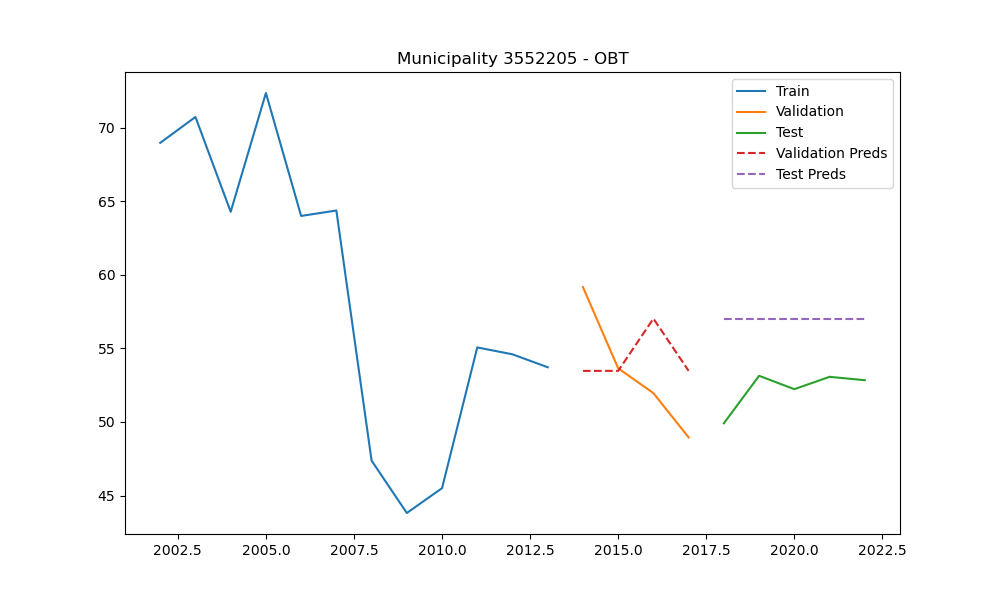 Municipality 3552205 - OBT
Train
Validation
Test
Validation Preds
Test Preds
70
65
60
55
50
45
2002.5 2005.0 2007.5 2010.0 2012.5 2015.0 2017.5 2020.0 2022.5